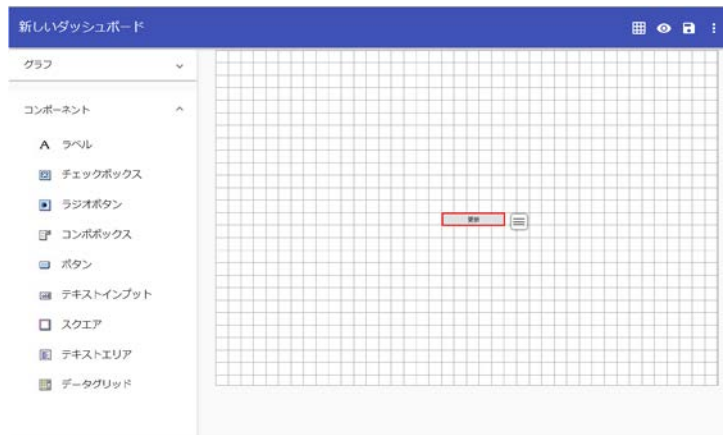 新しいダッシュボード
グラフ
コンポーネント
A ラベル
チェックボックス
ラジオボタン
コンボボックス
ボタン
テキストインプット
スクエア
テキストエリア
データグリッド
更新